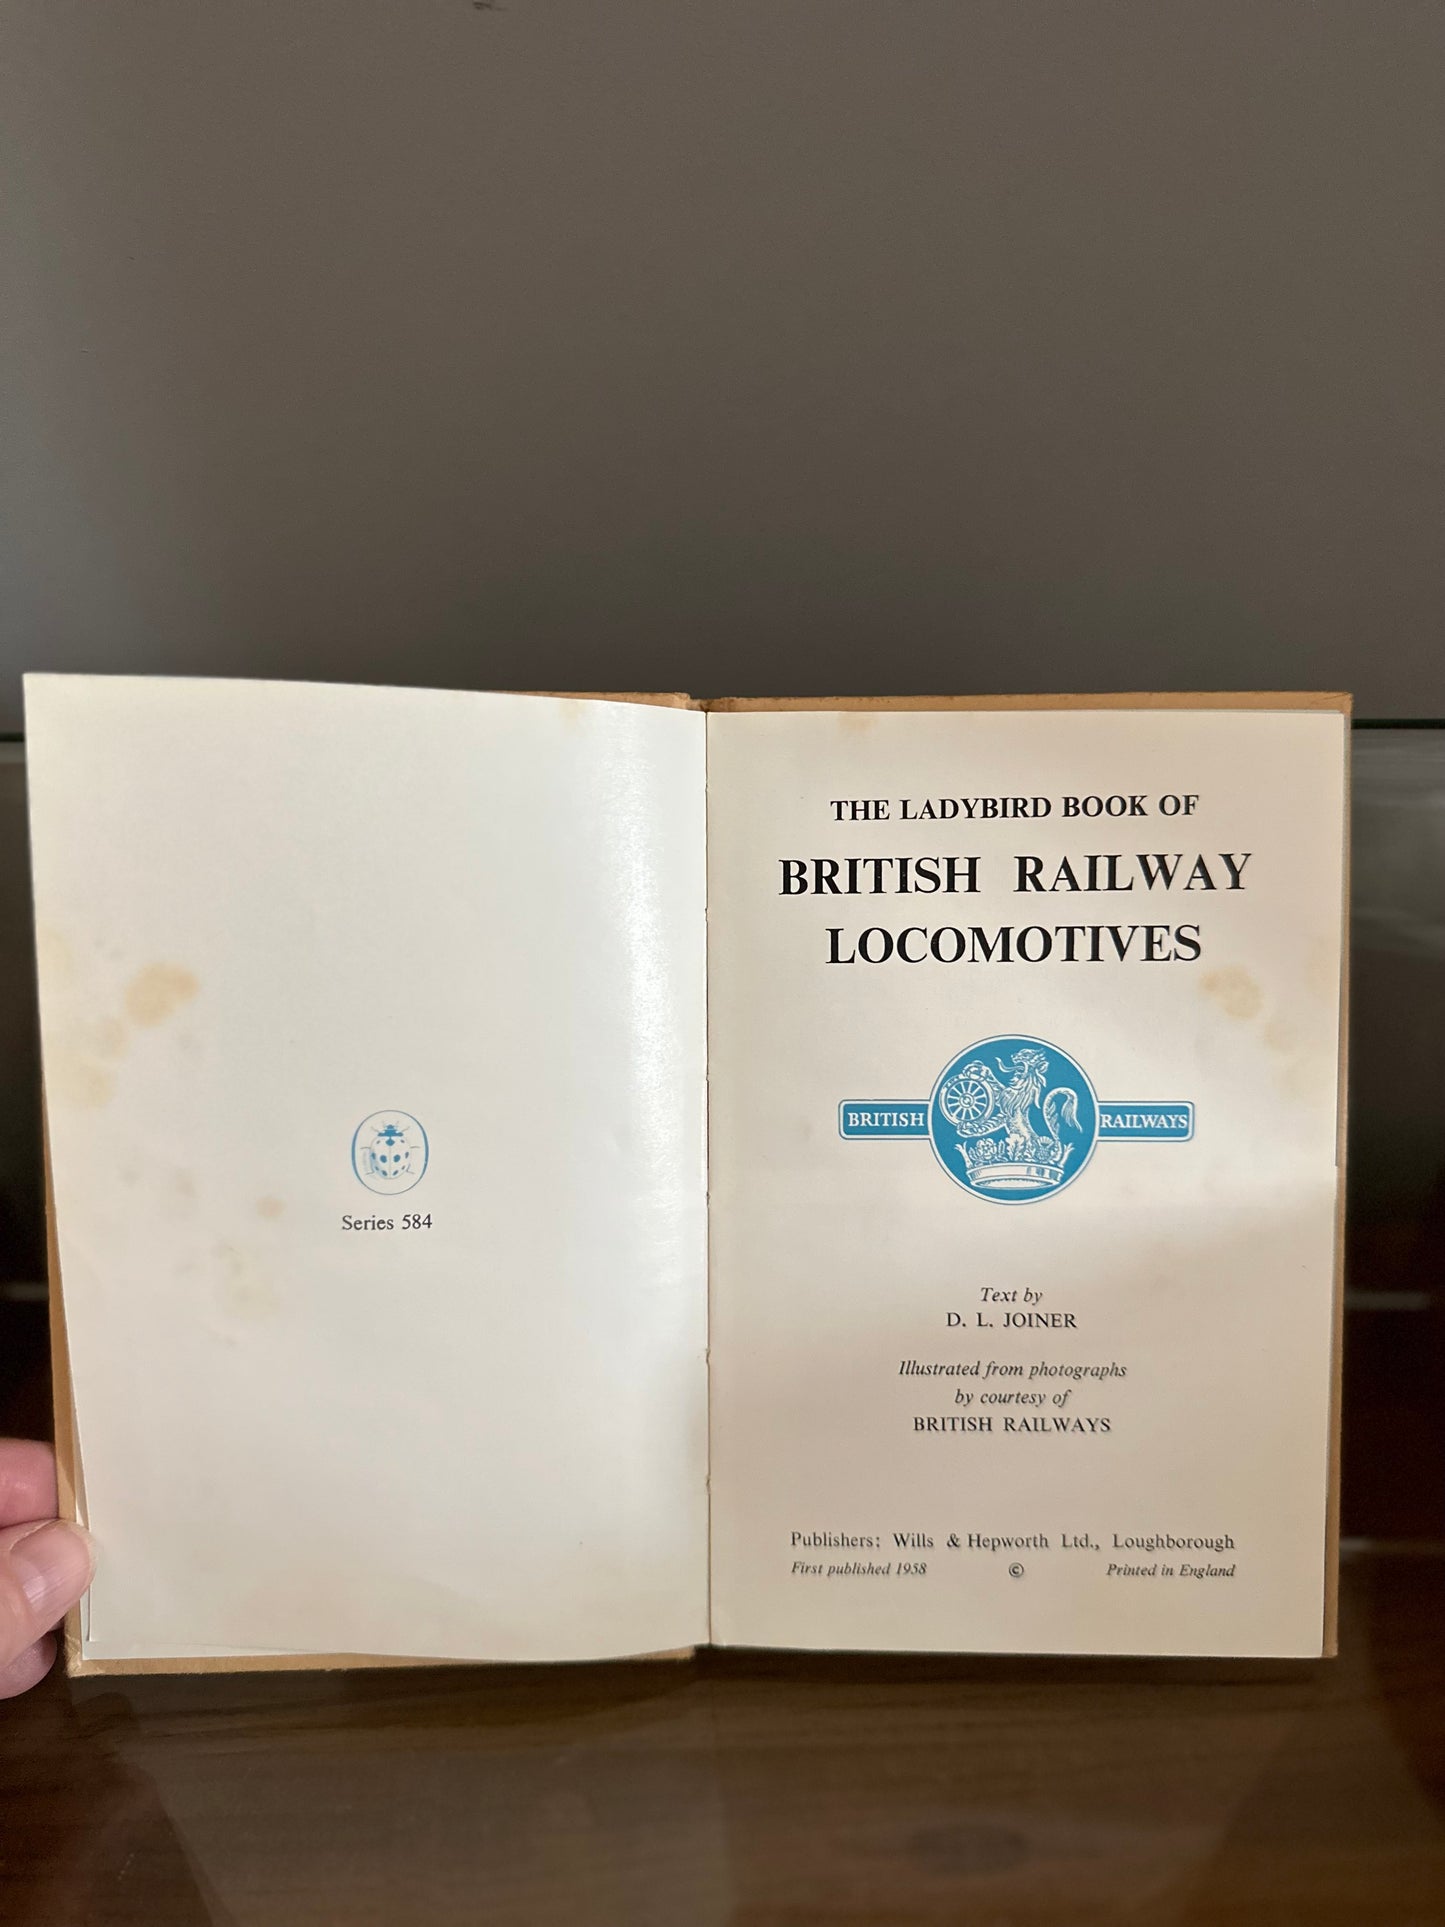 Series 584
THE LADYBIRD BOOK OF
BRITISH RAILWAY
LOCOMOTIVES
BRITISH RAILWAYS
Text by
D. L. JOINER
Illustrated from photographs
by courtesy of
BRITISH RAILWAYS
Publishers: Wills & Hepworth Ltd., Loughborough
First published 1958 © Printed in England